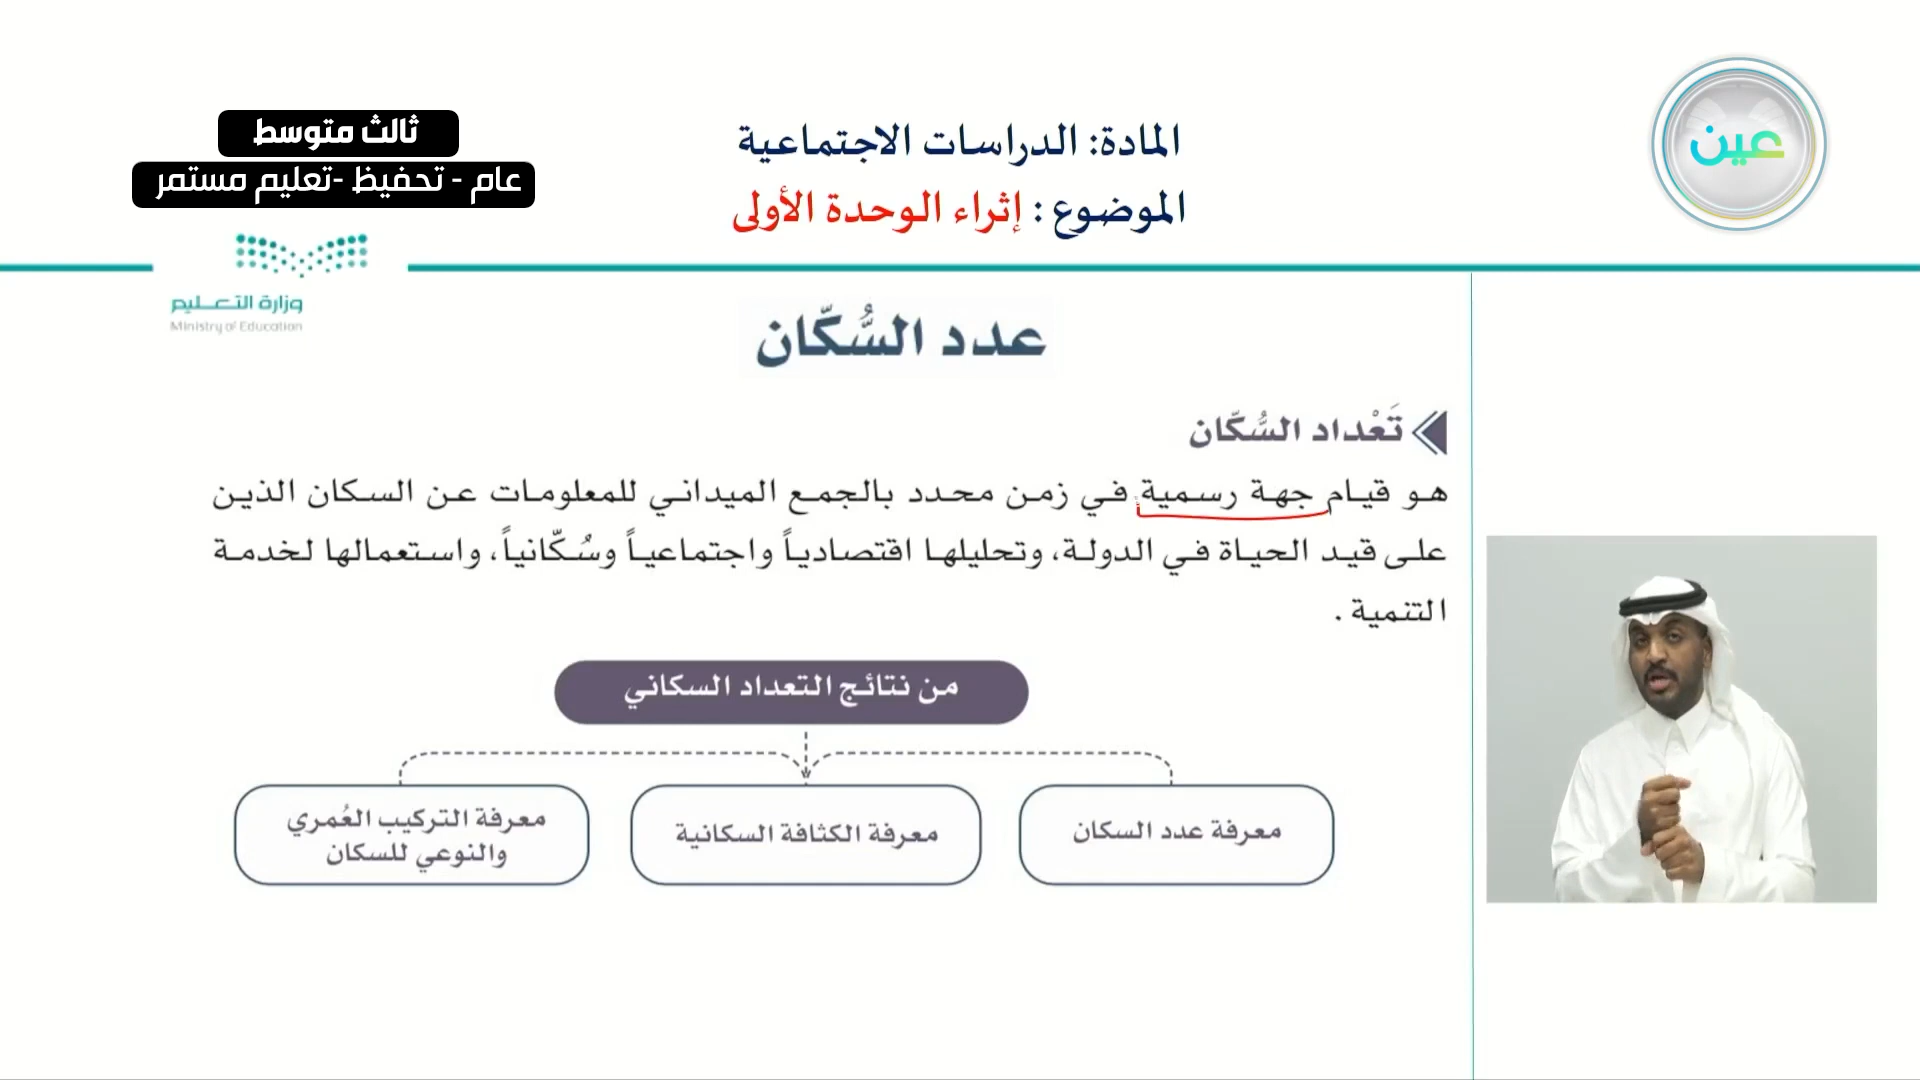 ثالث متوسط
عام - تحفيظ -تعليم مستمر
المادة: الدراسات الاجتماعية
الموضوع : إثراء الوحدة الأولى
عين
وزارة التعليم
Ministry of Education
عدد السُّكّان
تَعْداد السُّكّان
هو قيام جهة رسمية في زمن محدد بالجمع الميداني للمعلومات عن السكان الذين
على قيد الحياة في الدولة، وتحليلها اقتصادياً واجتماعياً وسُكّانياً، واستعمالها لخدمة
التنمية .
من نتائج التعداد السكاني
معرفة عدد السكان
معرفة الكثافة السكانية
معرفة التركيب العُمري
والنوعي للسكان